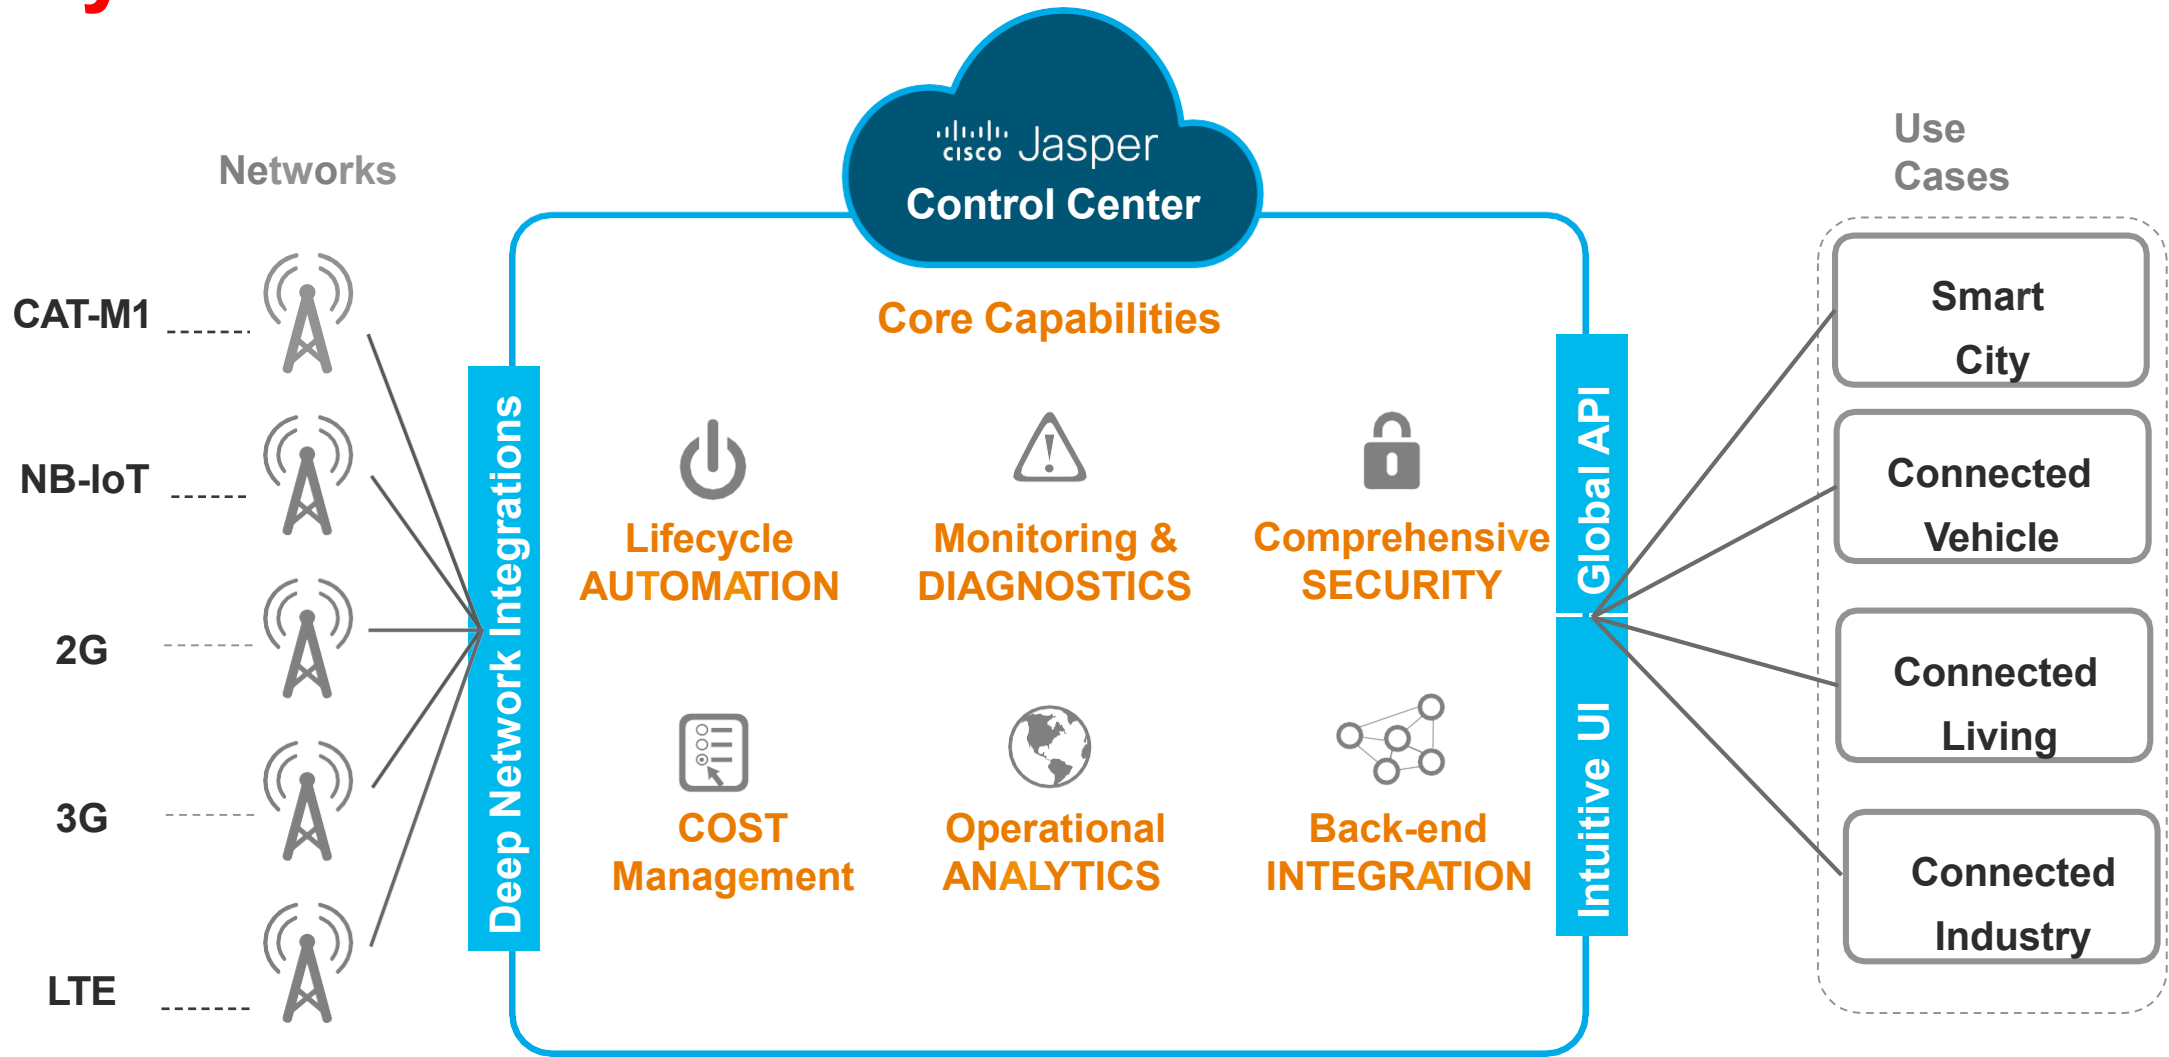 Networks
CAT-M1
NB-IoT
2G
3G
LTE
Deep Network Integrations
CISCO Jasper
Control Center
Core Capabilities
Lifecycle
AUTOMATION
Monitoring &
DIAGNOSTICS
Comprehensive
SECURITY
COST
Management
Operational
ANALYTICS
Back-end
INTEGRATION
Global API
Intuitive UI
Use
Cases
Smart
City
Connected
Vehicle
Connected
Living
Connected
Industry